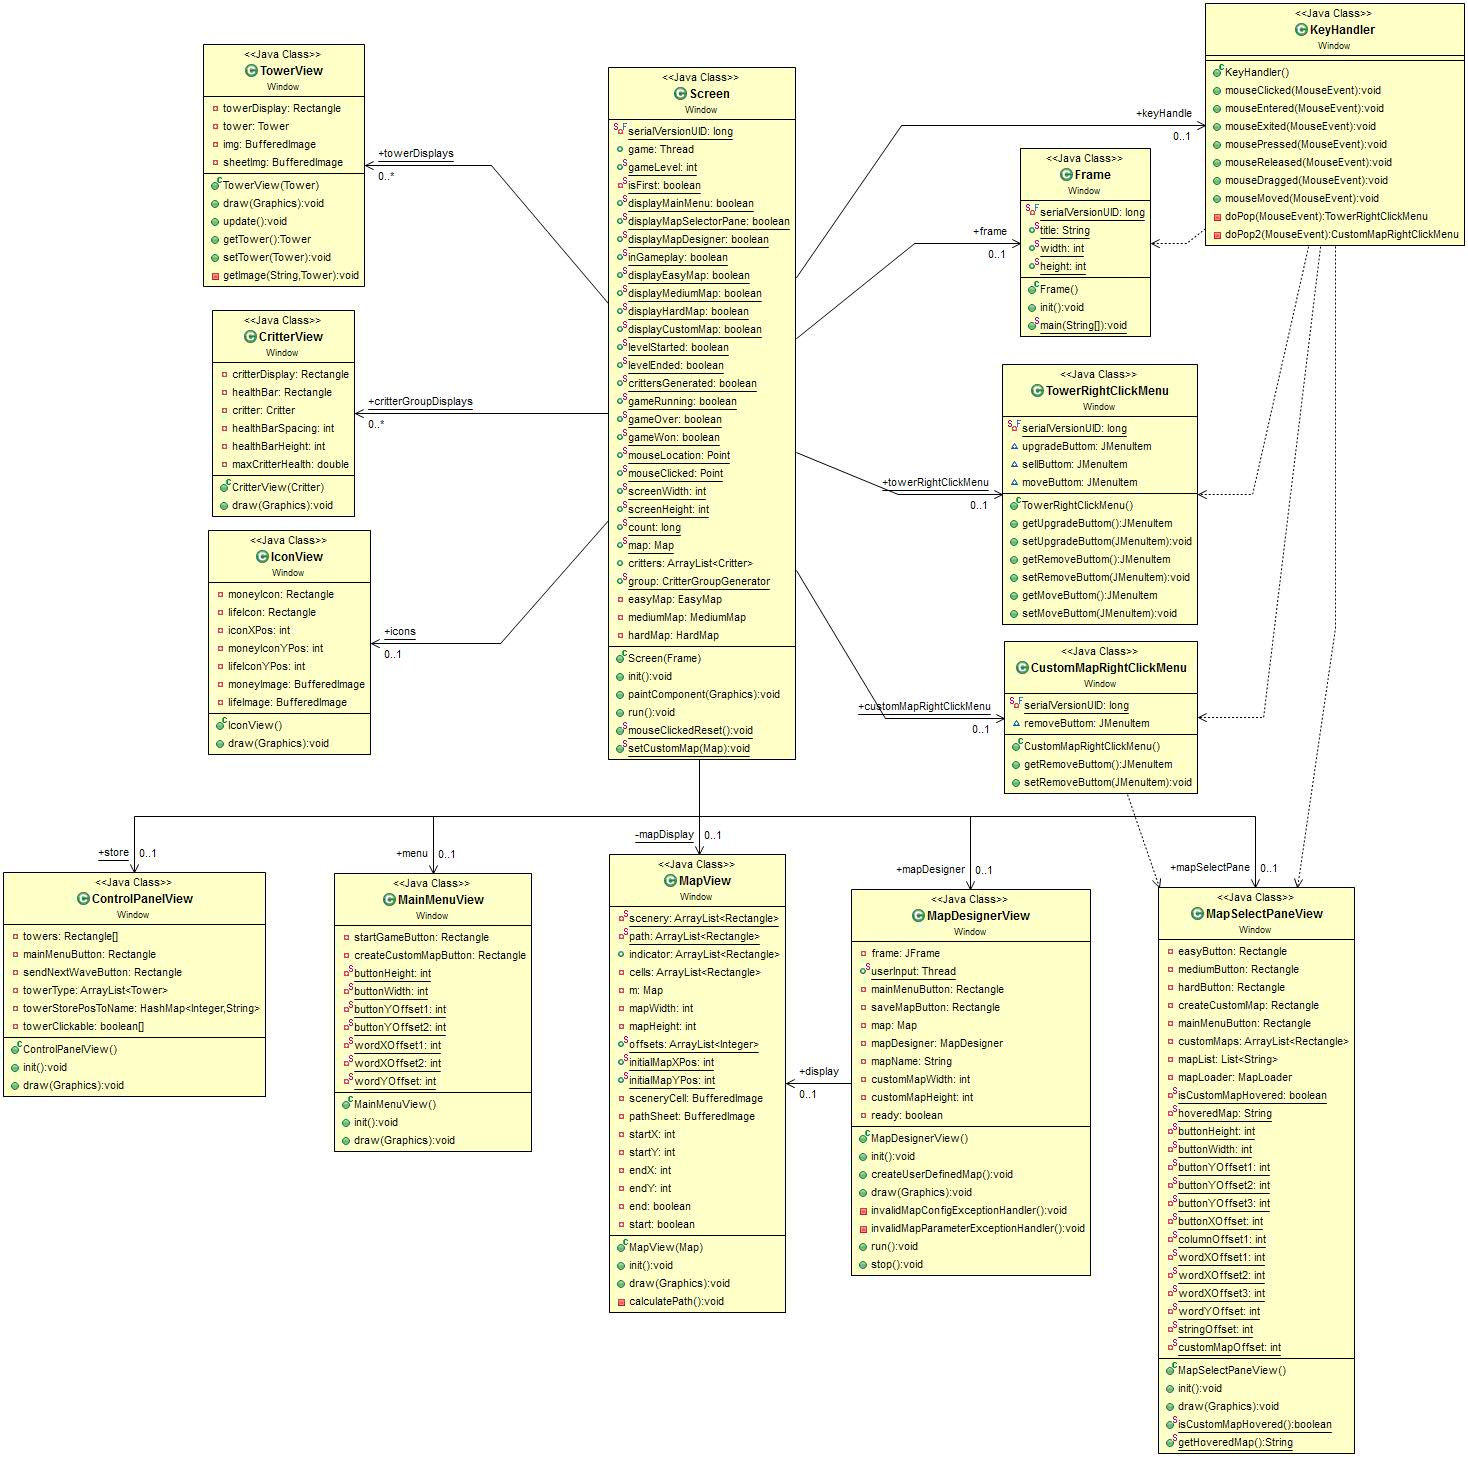 <<Java Class>>
TowerView
Window
towerDisplay: Rectangle
tower: Tower
img: BufferedImage
sheetImg: BufferedImage
TowerView(Tower)
draw(Graphics):void
update():void
getTower():Tower
setTower(Tower):void
getImage(String,Tower):void
+towerDisplays
0..*
<<Java Class>>
CritterView
Window
critterDisplay: Rectangle
healthBar: Rectangle
critter: Critter
healthBarSpacing: int
healthBarHeight: int
maxCritterHealth: double
CritterView(Critter)
draw(Graphics):void
+critterGroupDisplays
0..*
<<Java Class>>
IconView
Window
moneyIcon: Rectangle
lifeIcon: Rectangle
iconXPos: int
moneyIconYPos: int
lifeIconYPos: int
moneyImage: BufferedImage
lifeImage: BufferedImage
IconView()
draw(Graphics):void
+icons
0..1
<<Java Class>>
Screen
Window
serialVersionUID: long
game: Thread
gameLevel: int
isFirst: boolean
displayMainMenu: boolean
displayMapSelectorPane: boolean
displayMapDesigner: boolean
inGameplay: boolean
displayEasyMap: boolean
displayMediumMap: boolean
displayHardMap: boolean
displayCustomMap: boolean
levelStarted: boolean
levelEnded: boolean
crittersGenerated: boolean
gameRunning: boolean
gameOver: boolean
gameWon: boolean
mouseLocation: Point
mouseClicked: Point
screenWidth: int
screenHeight: int
count: long
map: Map
critters: ArrayList<Critter>
group: CritterGroupGenerator
easyMap: EasyMap
mediumMap: MediumMap
hardMap: HardMap
Screen(Frame)
init():void
paintComponent(Graphics):void
run():void
mouseClickedReset():void
setCustomMap(Map):void
<<Java Class>>
KeyHandler
Window
KeyHandler()
mouseClicked(MouseEvent):void
mouseEntered(MouseEvent):void
mouseExited(MouseEvent):void
mousePressed(MouseEvent):void
mouseReleased(MouseEvent):void
mouseDragged(MouseEvent):void
mouseMoved(MouseEvent):void
doPop(MouseEvent):TowerRightClickMenu
doPop2(MouseEvent):CustomMapRightClickMenu
+keyHandle
0..1
<<Java Class>>
Frame
Window
serialVersionUID: long
title: String
width: int
height: int
Frame()
init():void
main(String[]):void
+frame
0..1
<<Java Class>>
TowerRightClickMenu
Window
serialVersionUID: long
upgradeButtom: JMenuItem
sellButtom: JMenuItem
moveButtom: JMenuItem
TowerRightClickMenu()
getUpgradeButtom():JMenuItem
setUpgradeButtom(JMenuItem):void
getRemoveButtom():JMenuItem
setRemoveButtom(JMenuItem):void
getMoveButtom():JMenuItem
setMoveButtom(JMenuItem):void
+towerRightClickMenu
0..1
<<Java Class>>
CustomMapRightClickMenu
Window
serialVersionUID: long
removeButtom: JMenuItem
CustomMapRightClickMenu()
getRemoveButtom():JMenuItem
setRemoveButtom(JMenuItem):void
+customMapRightClickMenu
0..1
+store
0..1
<<Java Class>>
ControlPanelView
Window
towers: Rectangle[]
mainMenuButton: Rectangle
sendNextWaveButton: Rectangle
towerType: ArrayList<Tower>
towerStorePosToName: HashMap<Integer,String>
towerClickable: boolean[]
ControlPanelView()
init():void
draw(Graphics):void
+menu
0..1
<<Java Class>>
MainMenuView
Window
startGameButton: Rectangle
createCustomMapButton: Rectangle
buttonHeight: int
buttonWidth: int
buttonYOffset1: int
buttonYOffset2: int
wordXOffset1: int
wordXOffset2: int
wordYOffset: int
MainMenuView()
init():void
draw(Graphics):void
-mapDisplay
0..1
<<Java Class>>
MapView
Window
scenery: ArrayList<Rectangle>
path: ArrayList<Rectangle>
indicator: ArrayList<Rectangle>
cells: ArrayList<Rectangle>
m: Map
mapWidth: int
mapHeight: int
offsets: ArrayList<Integer>
initialMapXPos: int
initialMapYPos: int
sceneryCell: BufferedImage
pathSheet: BufferedImage
startX: int
startY: int
endX: int
endY: int
end: boolean
start: boolean
MapView(Map)
init():void
draw(Graphics):void
calculatePath():void
+display
0..1
+mapDesigner
0..1
<<Java Class>>
MapDesignerView
Window
frame: JFrame
userInput: Thread
mainMenuButton: Rectangle
saveMapButton: Rectangle
map: Map
mapDesigner: MapDesigner
mapName: String
customMapWidth: int
customMapHeight: int
ready: boolean
MapDesignerView()
init():void
createUserDefinedMap():void
draw(Graphics):void
invalidMapConfigExceptionHandler():void
invalidMapParameterExceptionHandler():void
run():void
stop():void
+mapSelectPane
0..1
<<Java Class>>
MapSelectPaneView
Window
easyButton: Rectangle
mediumButton: Rectangle
hardButton: Rectangle
createCustomMap: Rectangle
mainMenuButton: Rectangle
customMaps: ArrayList<Rectangle>
mapList: List<String>
mapLoader: MapLoader
isCustomMapHovered: boolean
hoveredMap: String
buttonHeight: int
buttonWidth: int
buttonYOffset1: int
buttonYOffset2: int
buttonYOffset3: int
buttonXOffset: int
columnOffset1: int
wordXOffset1: int
wordXOffset2: int
wordXOffset3: int
wordYOffset: int
stringOffset: int
customMapOffset: int
MapSelectPaneView()
init():void
draw(Graphics):void
isCustomMapHovered():boolean
getHoveredMap():String